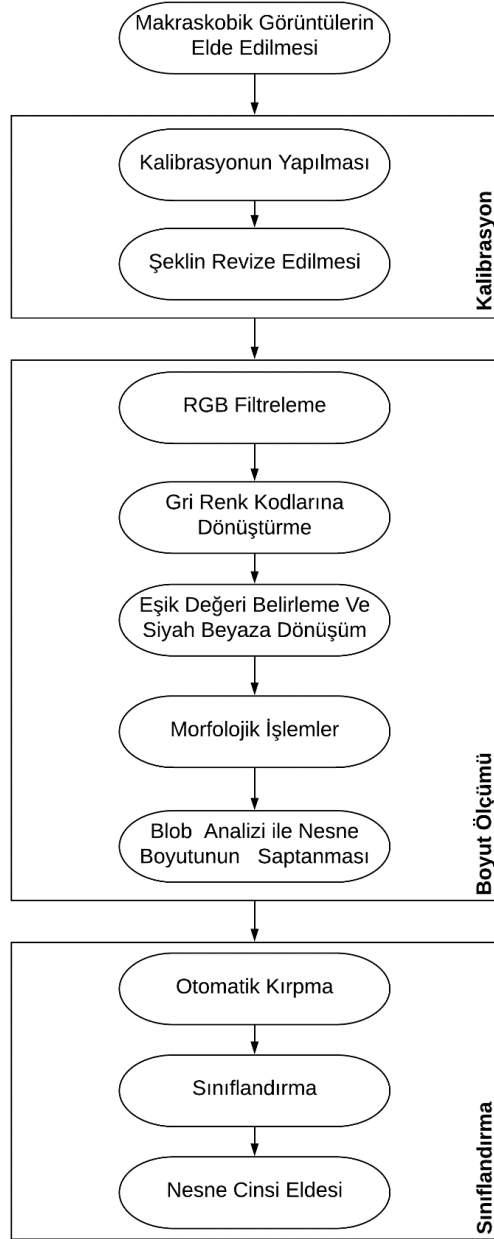 Makraskobik Görüntülerin
Elde Edilmesi
Kalibrasyonun Yapılması
Şeklin Revize Edilmesi
Kalibrasyon
RGB Filtreleme
Gri Renk Kodlarına
Dönüştürme
Eşik Değeri Belirleme Ve
Siyah Beyaza Dönüşüm
Morfolojik İşlemler
Blob Analizi ile Nesne
Boyutunun Saptanması
Boyut Ölçümü
Otomatik Kırpma
Sınıflandırma
Nesne Cinsi Eldesi
Sınıflandırma